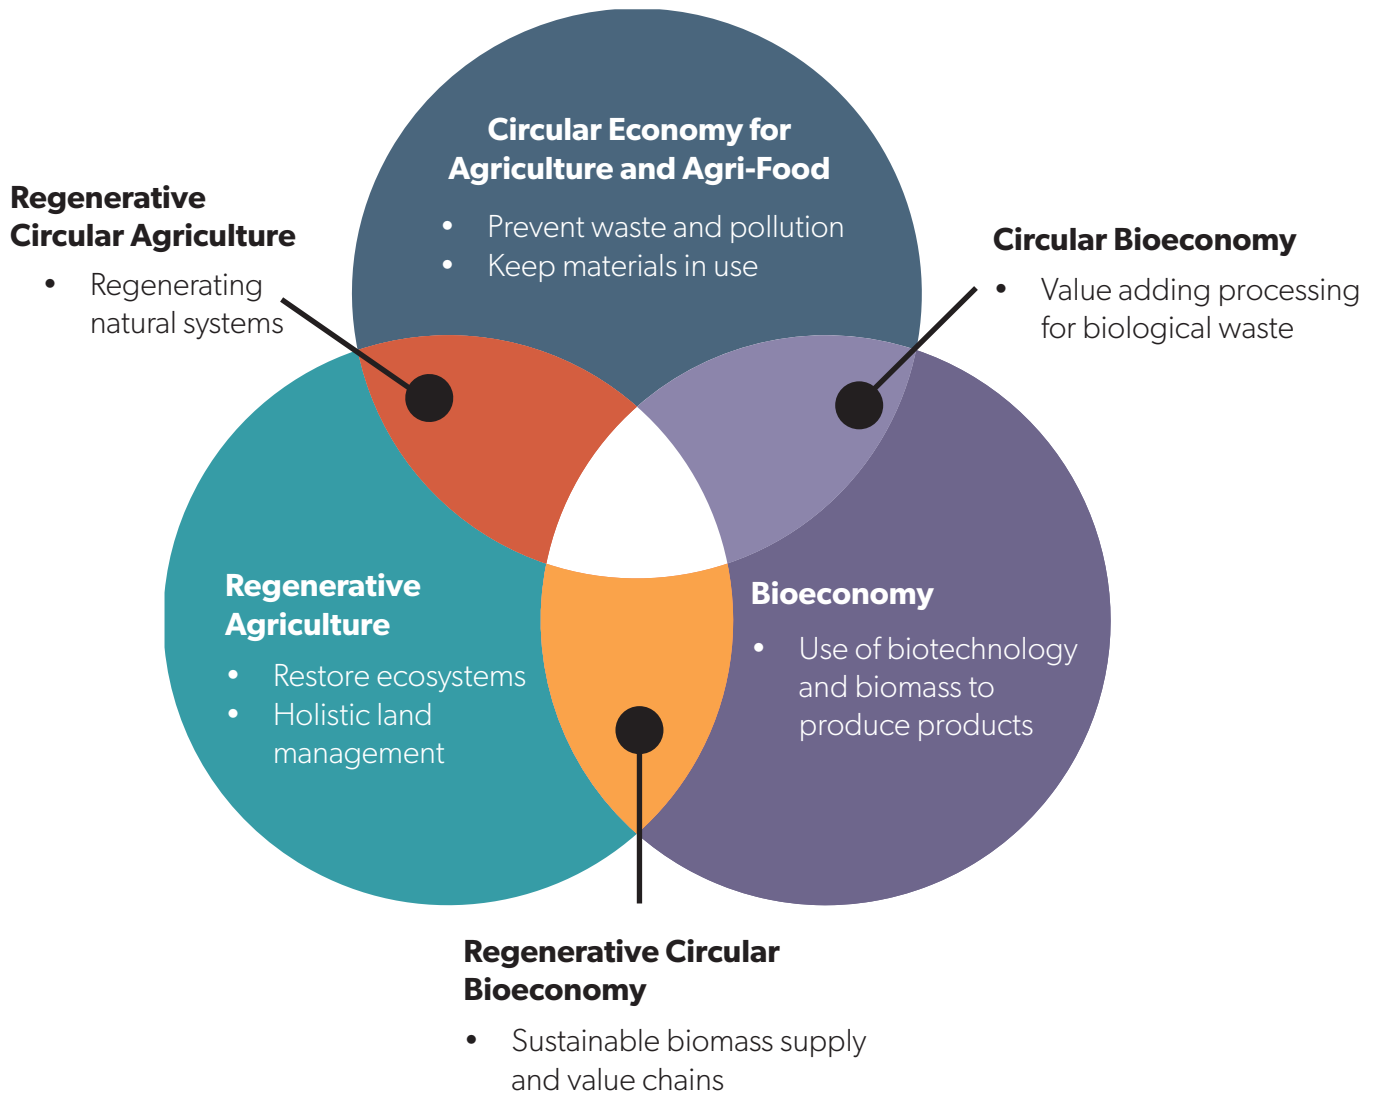 Circular Economy for
Agriculture and Agri-Food
• Prevent waste and pollution
• Keep materials in use
Regenerative
Circular Agriculture
• Regenerating
natural systems
Circular Bioeconomy
• Value adding processing
for biological waste
Regenerative
Agriculture
• Restore ecosystems
• Holistic land
management
Bioeconomy
• Use of biotechnology
and biomass to
produce products
Regenerative Circular
Bioeconomy
• Sustainable biomass supply
and value chains